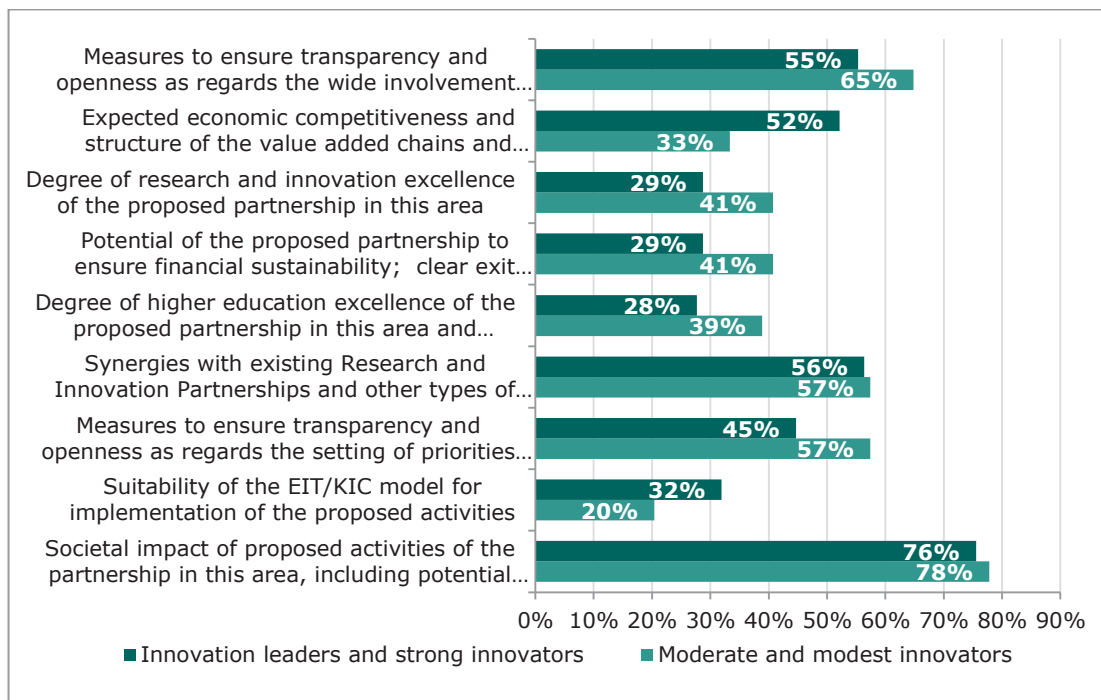 Measures to ensure transparency and
openness as regards the wide involvement...
55%
65%
Expected economic competitiveness and
structure of the value added chains and...
52%
33%
Degree of research and innovation excellence
of the proposed partnership in this area
29%
41%
Potential of the proposed partnership to
ensure financial sustainability;  clear exit...
29%
41%
Degree of higher education excellence of the
proposed partnership in this area and...
28%
39%
Synergies with existing Research and
Innovation Partnerships and other types of...
56%
57%
Measures to ensure transparency and
openness as regards the setting of priorities...
45%
57%
Suitability of the EIT/KIC model for
implementation of the proposed activities
32%
20%
Societal impact of proposed activities of the
partnership in this area, including potential...
76%
78%
0% 10% 20% 30% 40% 50% 60% 70% 80% 90%
Innovation leaders and strong innovators
Moderate and modest innovators